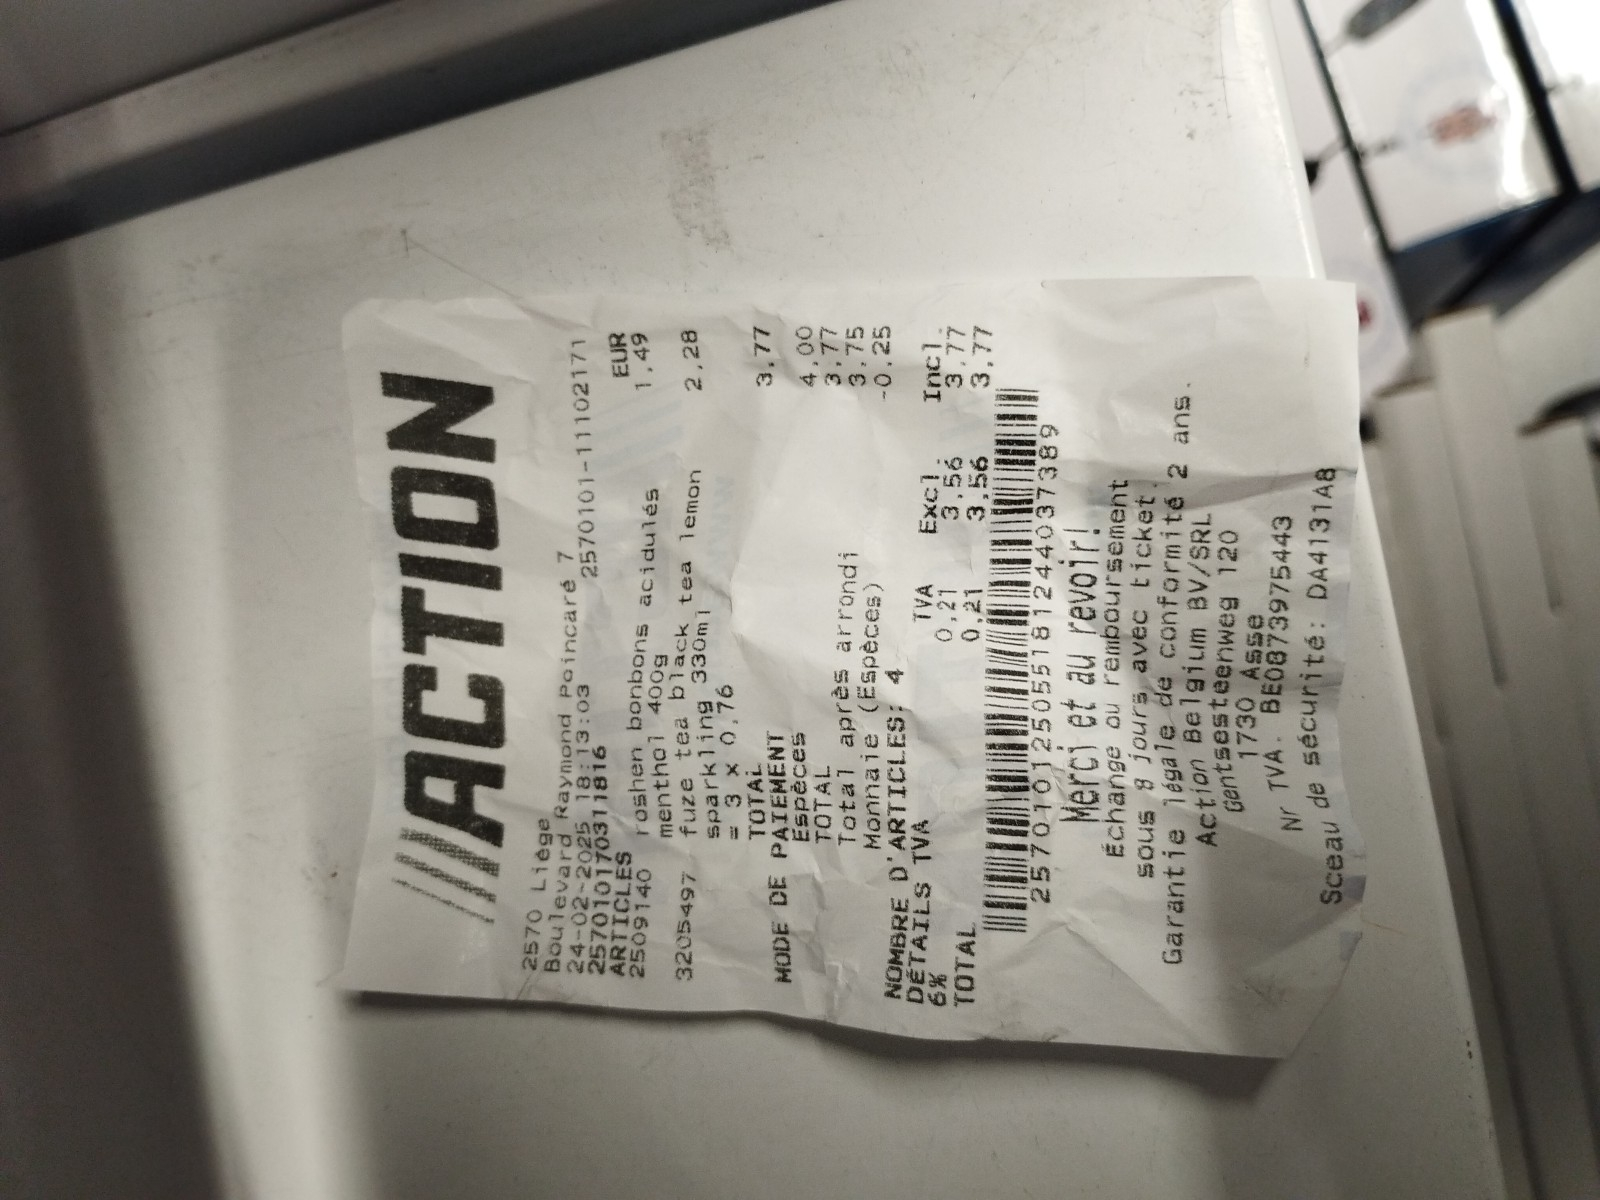 ACTION
2570 Liège
Boulevard Raymond Poincaré 7
24-02-2025 18:13:03 2570101-11102171
25701017031​1816
ARTICLES EUR
2509140 roshen bonbons acidulés 1,49
menthol 400g
3205497 fuze tea black tea lemon 2,28
sparkling 330ml
= 3 x 0,76
TOTAL 3,77
MODE DE PAIEMENT
Espèces 4,00
TOTAL 3,77
Total après arrondi 3,75
Monnaie (Espèces) -0,25
NOMBRE D'ARTICLES: 4
DÉTAILS TVA TVA Excl. Incl.
6% 0,21 3,56 3,77
TOTAL 0,21 3,56 3,77
257010125055181244037389
Merci et au revoir!
Échange ou remboursement
sous 8 jours avec ticket.
Garantie légale de conformité 2 ans.
Action Belgium BV/SRL
Gentsesteenweg 120
1730 Asse
Nr TVA. BE0873975443
Sceau de sécurité: DA4131A8